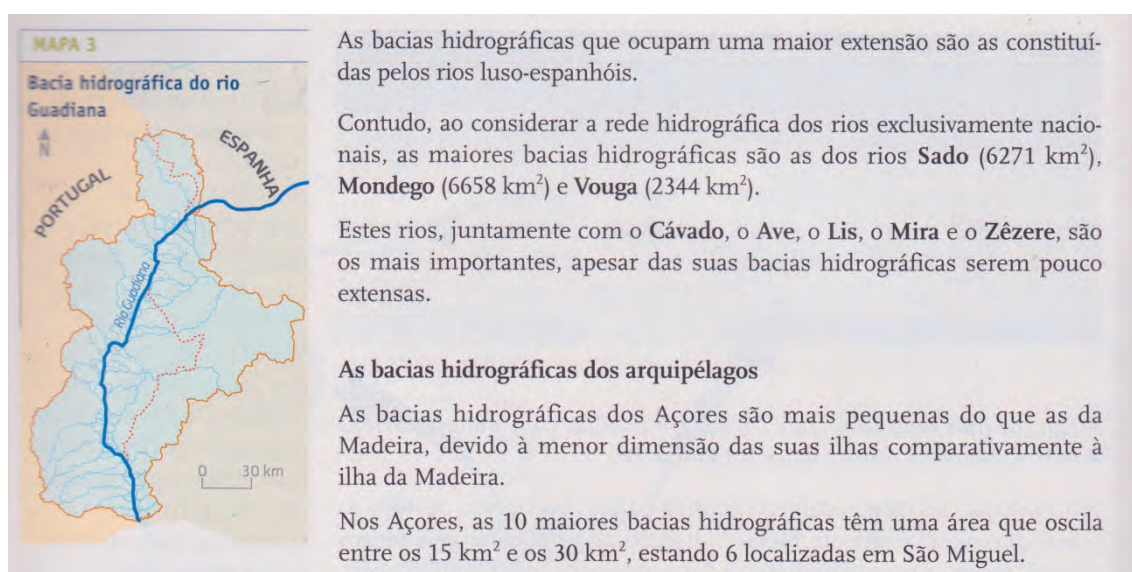 MAPA 3
Bacia hidrográfica do rio
Guadiana
N
PORTUGAL
ESPANHA
Rio Guadiana
0 30 km
As bacias hidrográficas que ocupam uma maior extensão são as constituí-
das pelos rios luso-espanhóis.
Contudo, ao considerar a rede hidrográfica dos rios exclusivamente nacio-
nais, as maiores bacias hidrográficas são as dos rios Sado (6271 km²),
Mondego (6658 km²) e Vouga (2344 km²).
Estes rios, juntamente com o Cávado, o Ave, o Lis, o Mira e o Zêzere, são
os mais importantes, apesar das suas bacias hidrográficas serem pouco
extensas.
As bacias hidrográficas dos arquipélagos
As bacias hidrográficas dos Açores são mais pequenas do que as da
Madeira, devido à menor dimensão das suas ilhas comparativamente à
ilha da Madeira.
Nos Açores, as 10 maiores bacias hidrográficas têm uma área que oscila
entre os 15 km² e os 30 km², estando 6 localizadas em São Miguel.